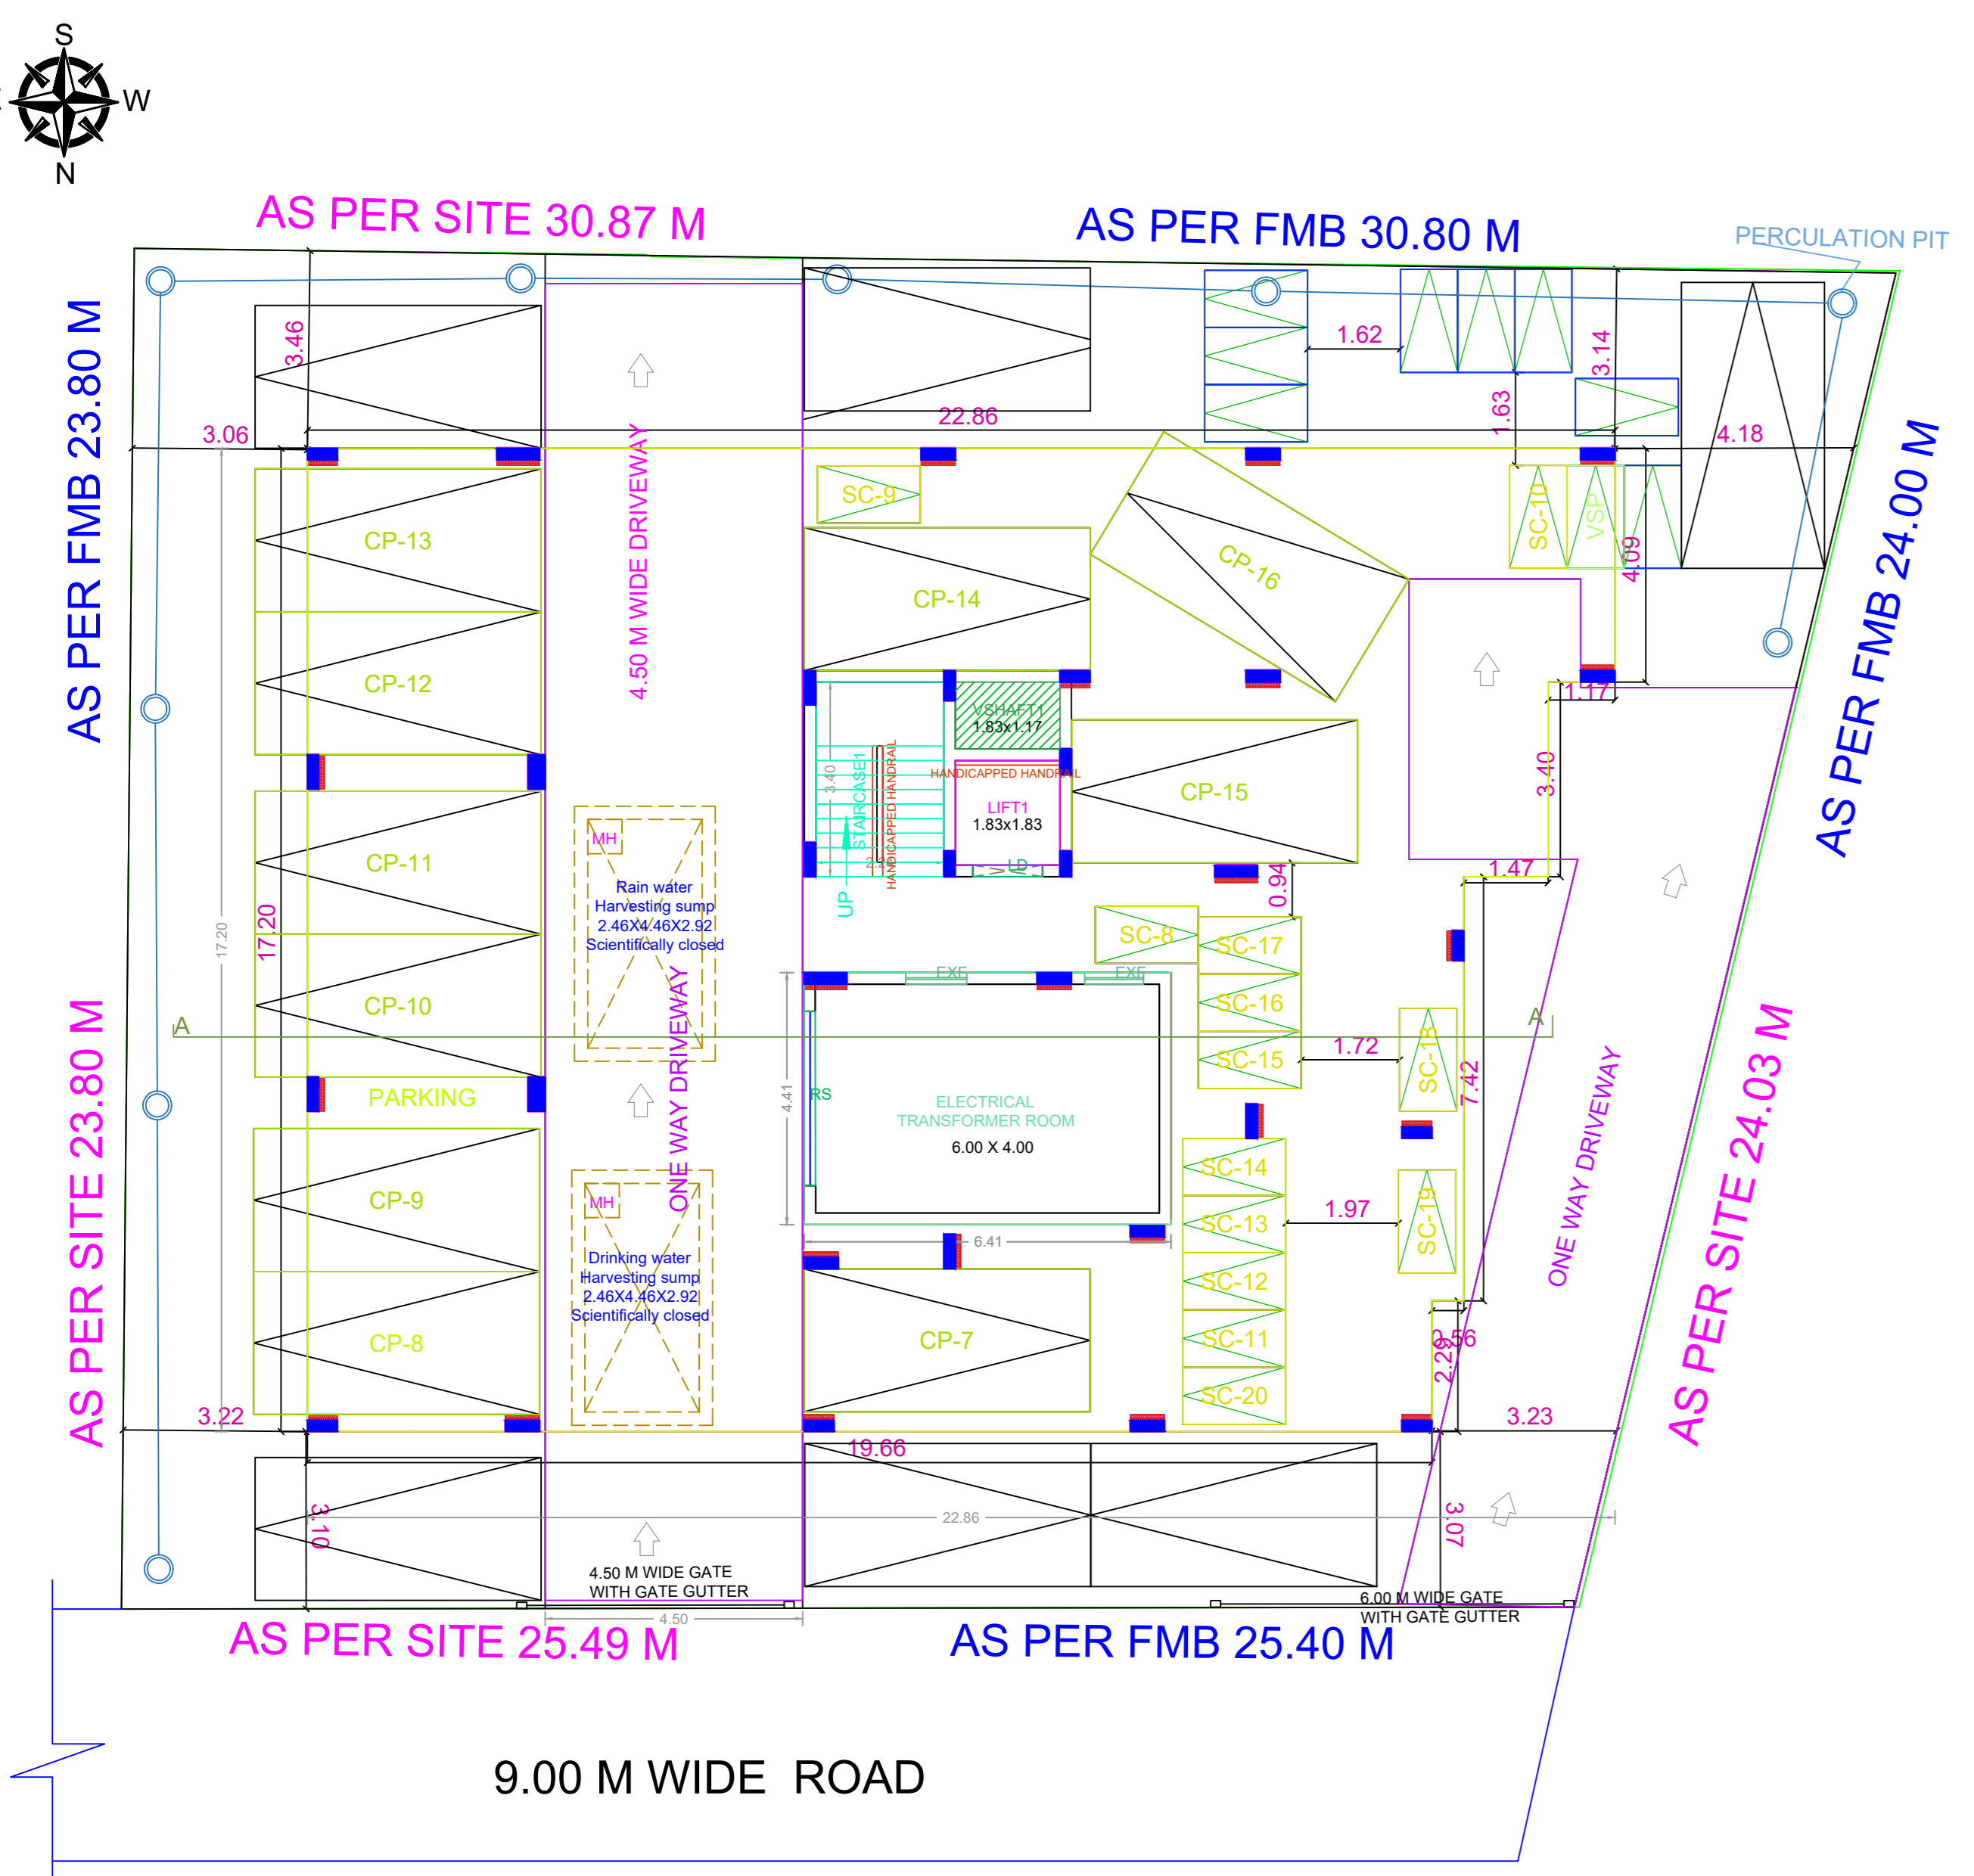 S
W
N
AS PER SITE 30.87 M
AS PER FMB 30.80 M
PERCULATION PIT
AS PER FMB 23.80 M
3.46
1.62
3.14
1.63
22.86
3.06
4.18
4.50 M WIDE DRIVEWAY
SC-9
SC-10
VSP
4.09
AS PER FMB 24.00 M
CP-13
CP-14
CP-16
CP-12
1.17
VSHAFT1
1.83x1.17
3.40
STAIRCASE1
HANDICAPPED HANDRAIL
HANDICAPPED HANDRAIL
LIFT1
1.83x1.83
CP-15
3.40
MH
CP-11
LD
UP
0.94
1.47
Rain water
Harvesting sump
2.46X4.46X2.92
Scientifically closed
17.20
17.20
SC-8
SC-17
EXF
EXF
SC-16
CP-10
ONE WAY DRIVEWAY
A
A
AS PER SITE 23.80 M
AS PER SITE 24.03 M
SC-15
1.72
SC-18
7.42
PARKING
4.41
RS
ELECTRICAL
TRANSFORMER ROOM
6.00 X 4.00
ONE WAY DRIVEWAY
SC-14
CP-9
MH
SC-13
1.97
SC-19
6.41
Drinking water
Harvesting sump
2.46X4.46X2.92
Scientifically closed
SC-12
CP-8
CP-7
SC-11
0.56
2.29
SC-20
3.22
19.66
3.23
3.10
22.86
3.07
4.50 M WIDE GATE
WITH GATE GUTTER
6.00 M WIDE GATE
WITH GATE GUTTER
4.50
AS PER SITE 25.49 M
AS PER FMB 25.40 M
9.00 M WIDE ROAD